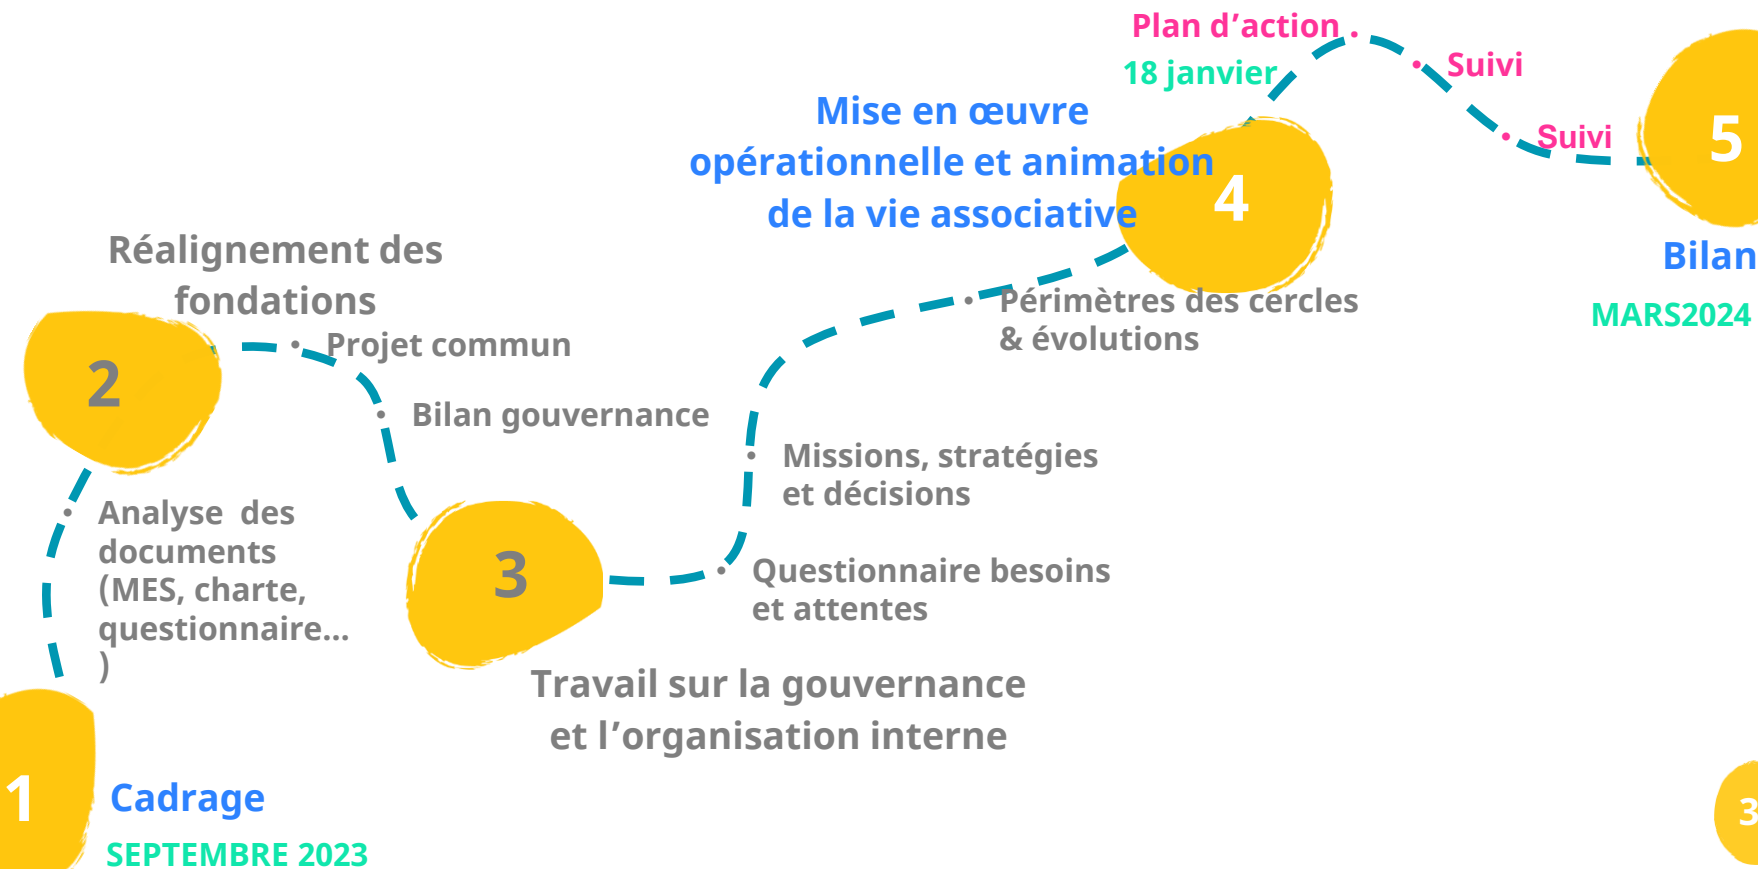 Plan d’action
18 janvier
• Suivi
• Suivi
5
Bilan
MARS2024
Mise en œuvre
opérationnelle et animation
de la vie associative
4
• Périmètres des cercles
& évolutions
Réalignement des
fondations
2
• Projet commun
• Bilan gouvernance
• Missions, stratégies
et décisions
• Questionnaire besoins
et attentes
3
Travail sur la gouvernance
et l’organisation interne
• Analyse des
documents
(MES, charte,
questionnaire…
)
1
Cadrage
SEPTEMBRE 2023
3